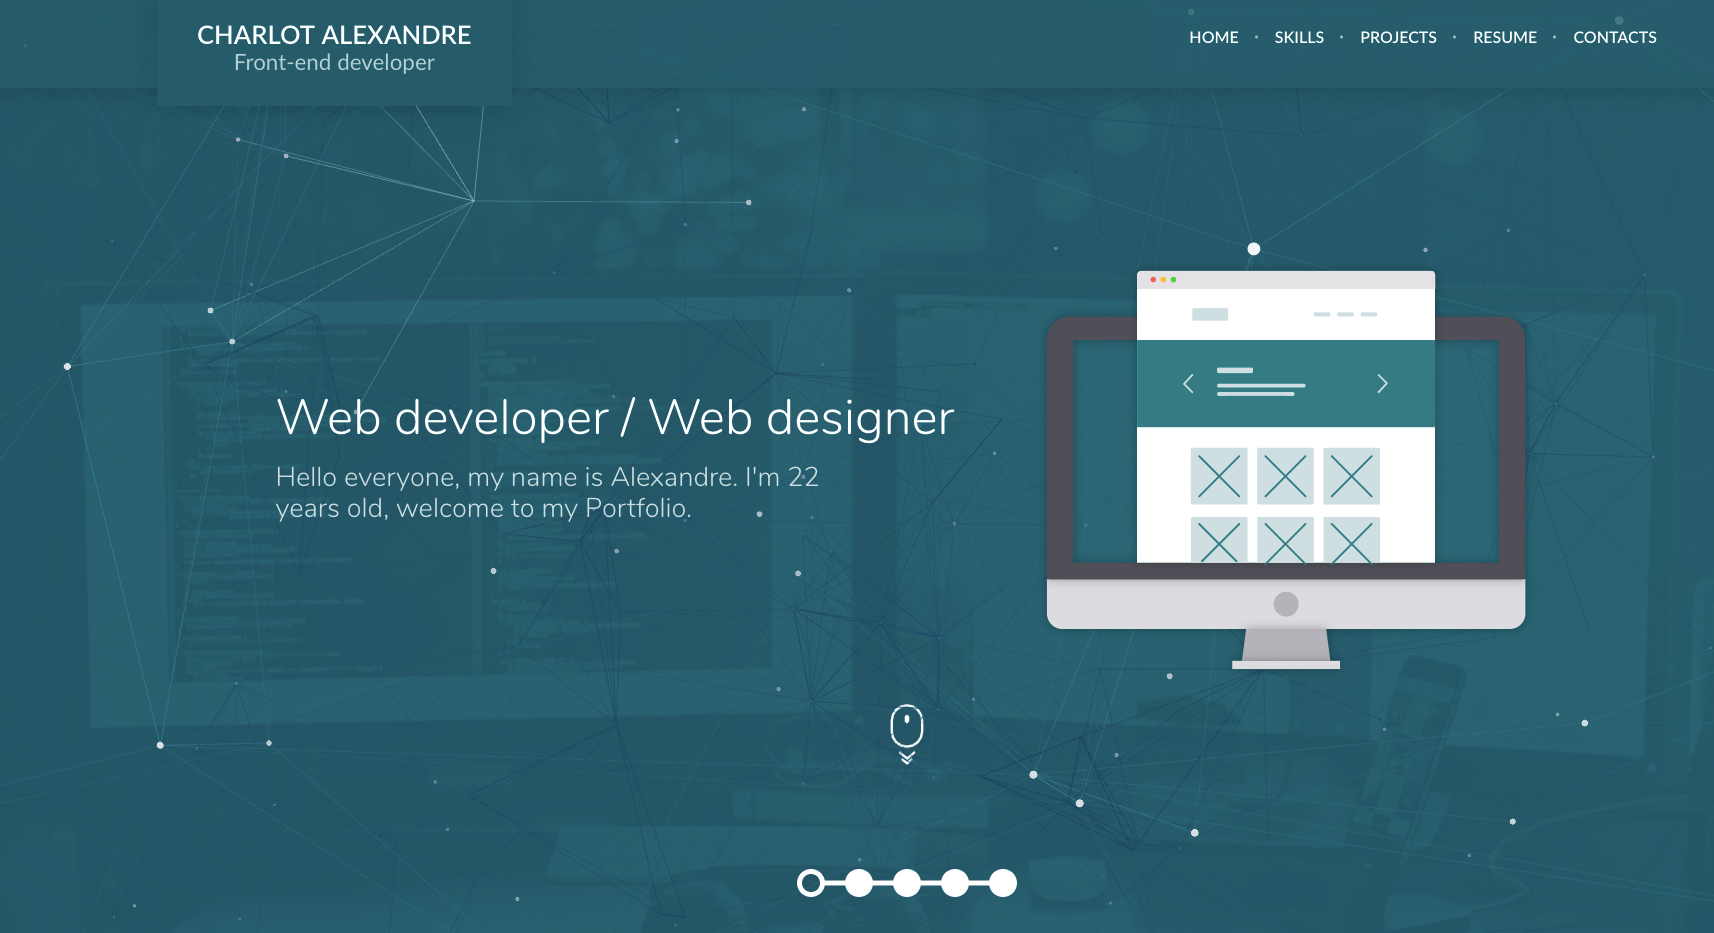 CHARLOT ALEXANDRE
Front-end developer
HOME • SKILLS • PROJECTS • RESUME • CONTACTS
Web developer / Web designer
Hello everyone, my name is Alexandre. I'm 22
years old, welcome to my Portfolio.